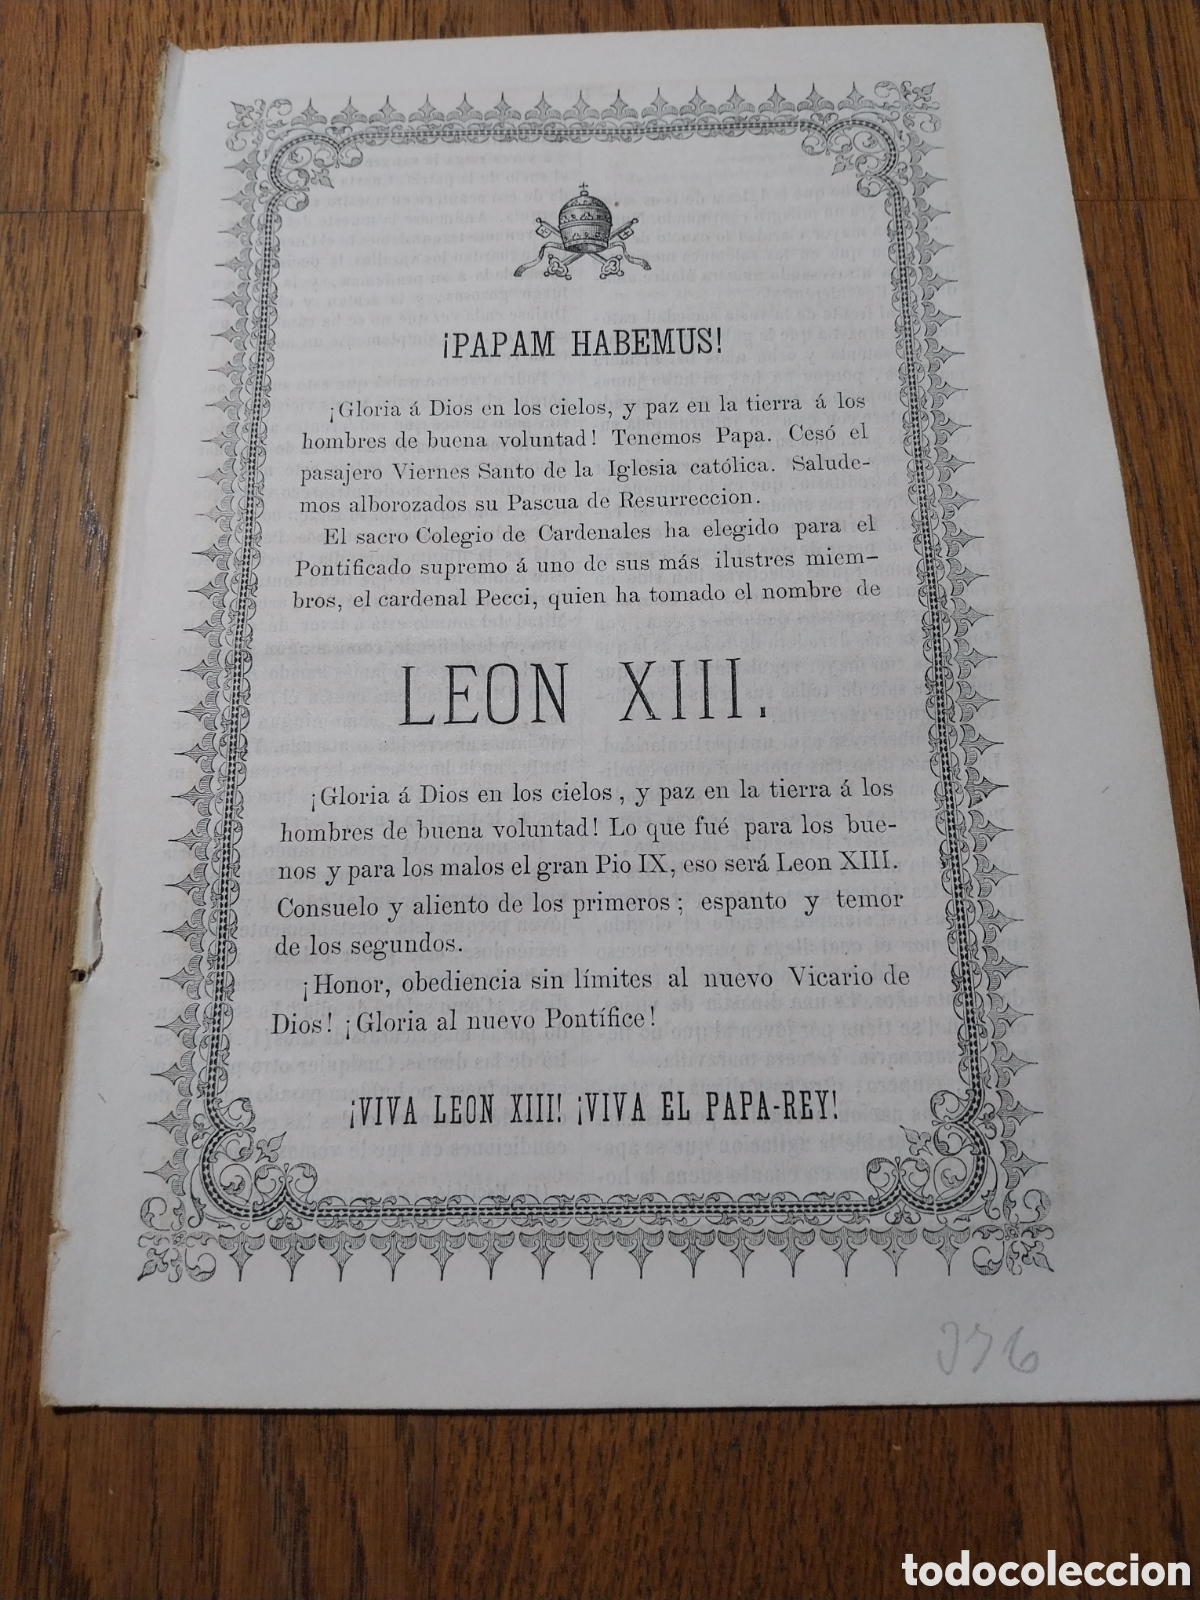 ¡PAPAM HABEMUS!
¡Gloria á Dios en los cielos, y paz en la tierra á los
hombres de buena voluntad! Tenemos Papa. Cesó el
pasajero Viernes Santo de la Iglesia católica. Salude-
mos alborozados su Pascua de Resurreccion.
El sacro Colegio de Cardenales ha elegido para el
Pontificado supremo á uno de sus más ilustres miem-
bros, el cardenal Pecci, quien ha tomado el nombre de
LEON XIII.
¡Gloria á Dios en los cielos, y paz en la tierra á los
hombres de buena voluntad! Lo que fué para los bue-
nos y para los malos el gran Pio IX, eso será Leon XIII.
Consuelo y aliento de los primeros; espanto y temor
de los segundos.
¡Honor, obediencia sin límites al nuevo Vicario de
Dios! ¡Gloria al nuevo Pontífice!
¡VIVA LEON XIII! ¡VIVA EL PAPA-REY!
376
todocoleccion